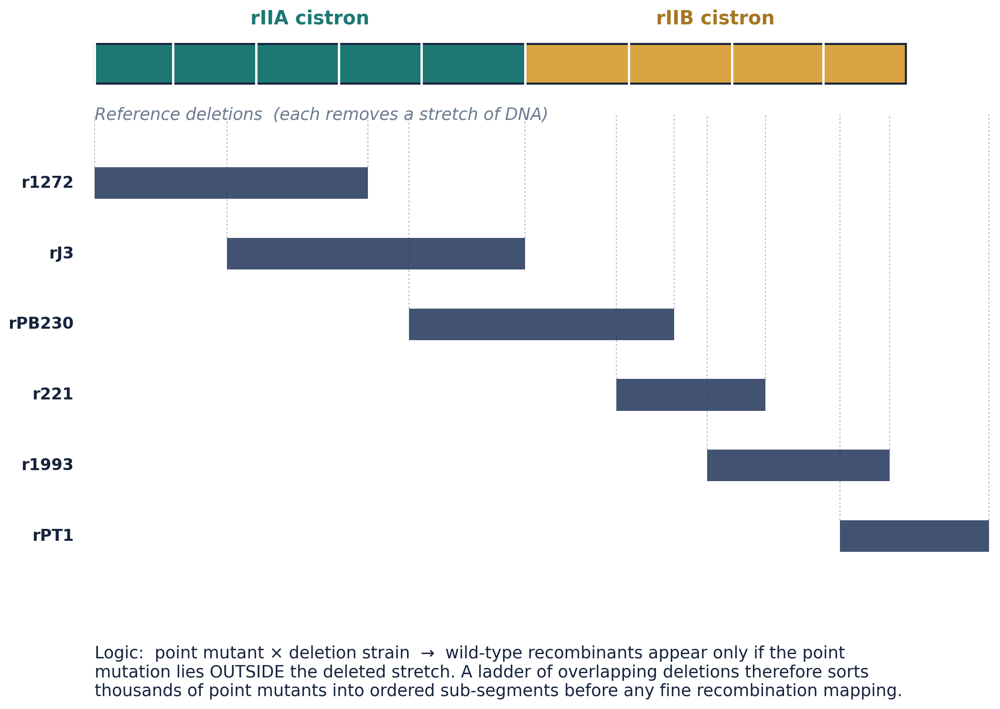 rIIA cistron rIIB cistron
Reference deletions (each removes a stretch of DNA)
r1272
rJ3
rPB230
r221
r1993
rPT1
Logic: point mutant × deletion strain → wild-type recombinants appear only if the point
mutation lies OUTSIDE the deleted stretch. A ladder of overlapping deletions therefore sorts
thousands of point mutants into ordered sub-segments before any fine recombination mapping.